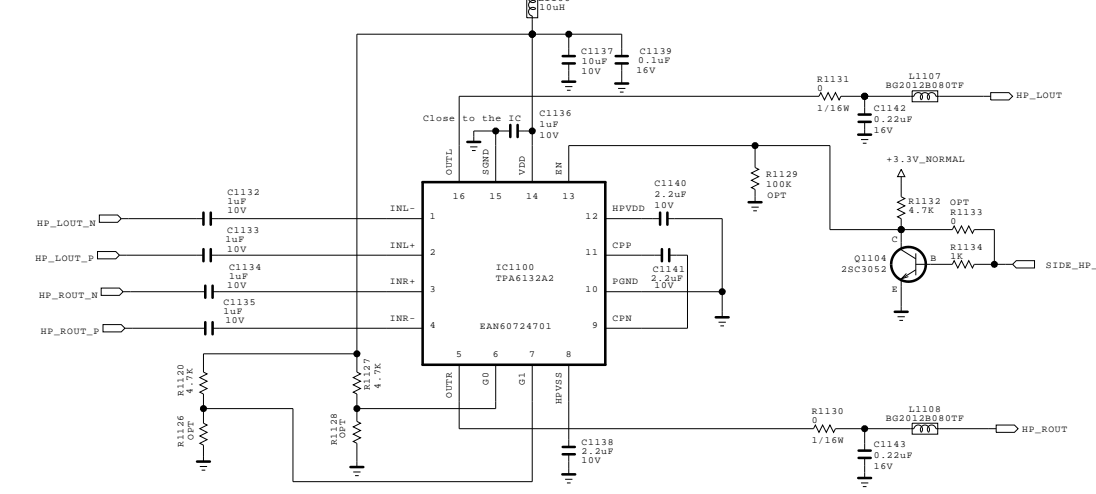 10uH
C1137
10uF
10V
C1139
0.1uF
16V
R1131
0
1/16W
L1107
BG2012B080TF
HP_LOUT
C1142
0.22uF
16V
Close to the IC
C1136
1uF
10V
OUTL
SGND
VDD
EN
16
15
14
13
R1129
100K
OPT
+3.3V_NORMAL
R1132
4.7K
OPT
R1133
0
R1134
1K
C
B
E
Q1104
2SC3052
SIDE_HP_
C1132
1uF
10V
HP_LOUT_N
INL-
1
C1133
1uF
10V
HP_LOUT_P
INL+
2
C1134
1uF
10V
HP_ROUT_N
INR+
3
C1135
1uF
10V
HP_ROUT_P
INR-
4
IC1100
TPA6132A2
EAN60724701
12
HPVDD
C1140
2.2uF
10V
11
CPP
C1141
2.2uF
10V
10
PGND
9
CPN
5
6
7
8
OUTR
G0
G1
HPVSS
R1120
4.7K
R1127
4.7K
R1126
OPT
R1128
OPT
C1138
2.2uF
10V
R1130
0
1/16W
L1108
BG2012B080TF
HP_ROUT
C1143
0.22uF
16V